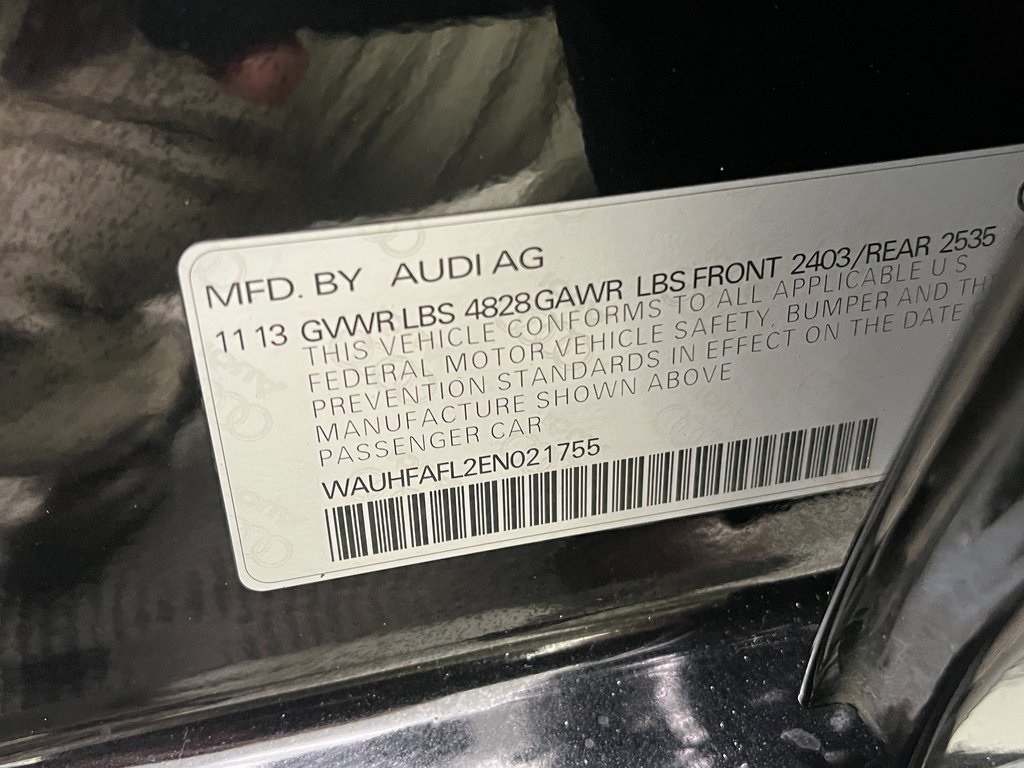 MFD. BY AUDI AG
11 13 GVWR LBS 4828 GAWR LBS FRONT 2403/REAR 2535
THIS VEHICLE CONFORMS TO ALL APPLICABLE U S
FEDERAL MOTOR VEHICLE SAFETY, BUMPER AND
PREVENTION STANDARDS IN EFFECT ON THE DATE
MANUFACTURE SHOWN ABOVE
PASSENGER CAR
WAUHFAFL2EN021755